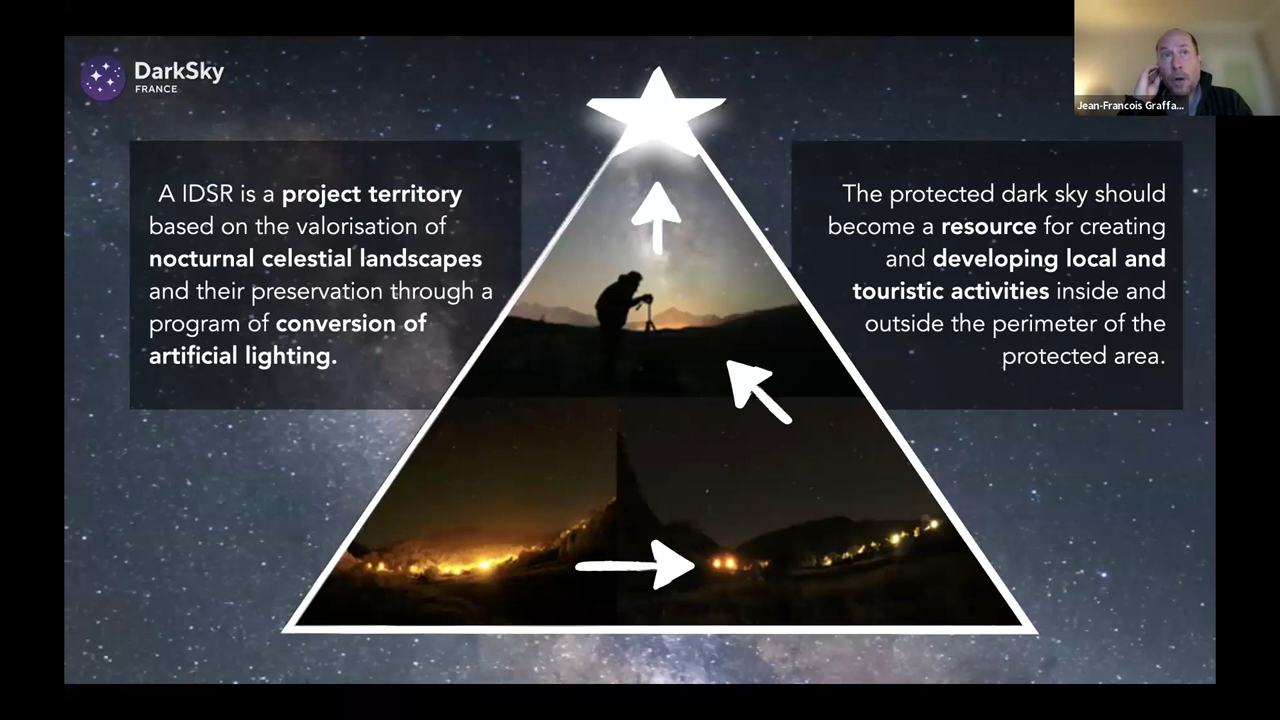 DarkSky
FRANCE
A IDSR is a project territory
based on the valorisation of
nocturnal celestial landscapes
and their preservation through a
program of conversion of
artificial lighting.
The protected dark sky should
become a resource for creating
and developing local and
touristic activities inside and
outside the perimeter of the
protected area.
Jean-Francois Graffa...